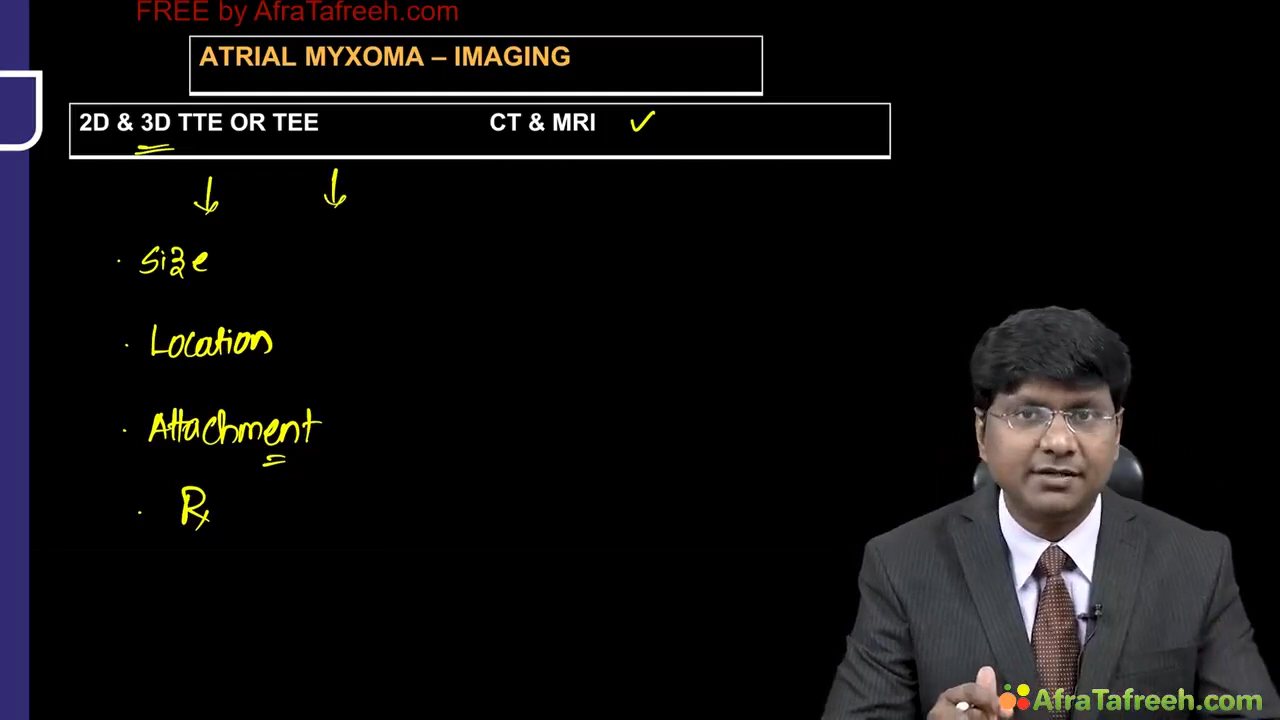 FREE by AfraTafreeh.com
ATRIAL MYXOMA – IMAGING
2D & 3D TTE OR TEE CT & MRI ✓
↓ ↓
· Size
· Location
· Attachment
· Rx
AfraTafreeh.com